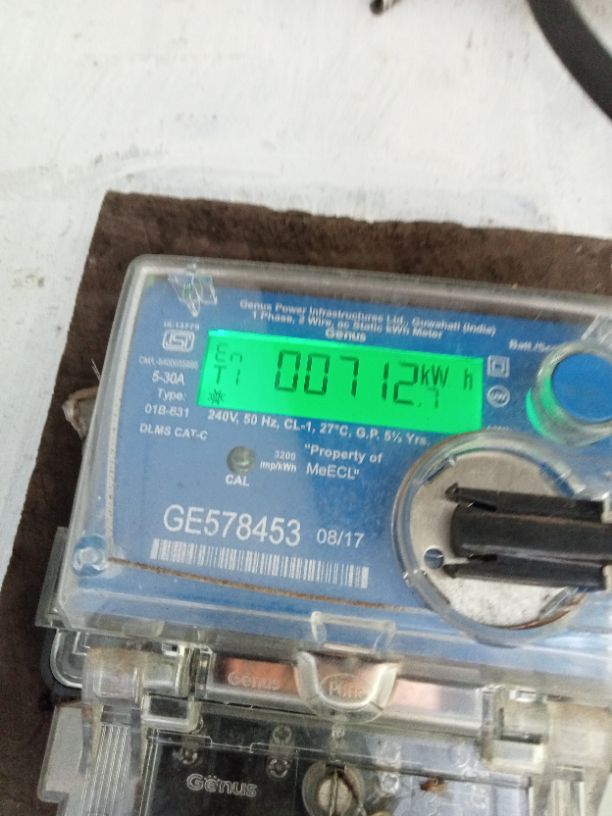 Genus Power Infrastructures Ltd., Guwahati (India)
1 Phase, 2 Wire, ac Static kWh Meter
Genus
En
T1
00712.7 kW h
5-30A
Type:
01B-631
DLMS CAT-C
240V, 50 Hz, CL-1, 27°C, G.P. 5½ Yrs.
3200
imp/kWh
CAL
"Property of
MeECL"
GE578453 08/17
Genus
Genus